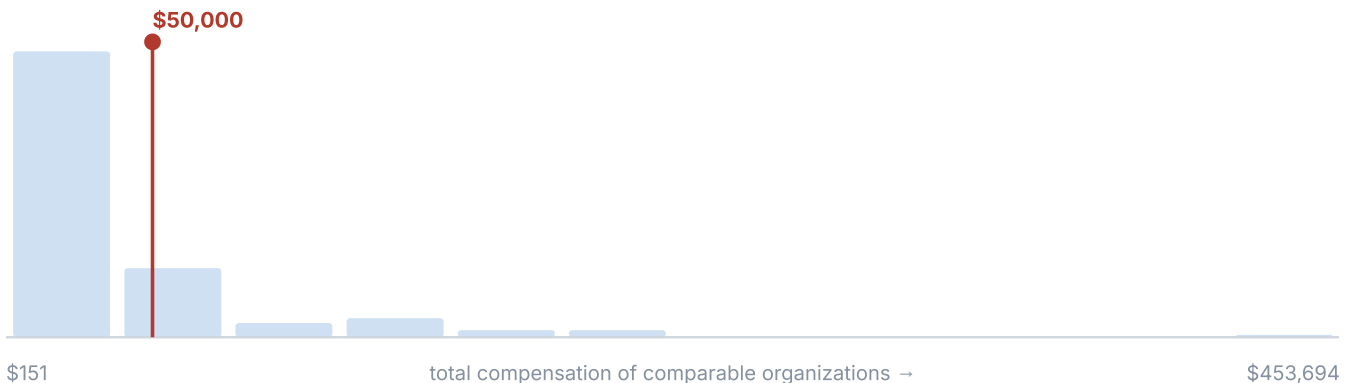 $50,000
$151 total compensation of comparable organizations → $453,694